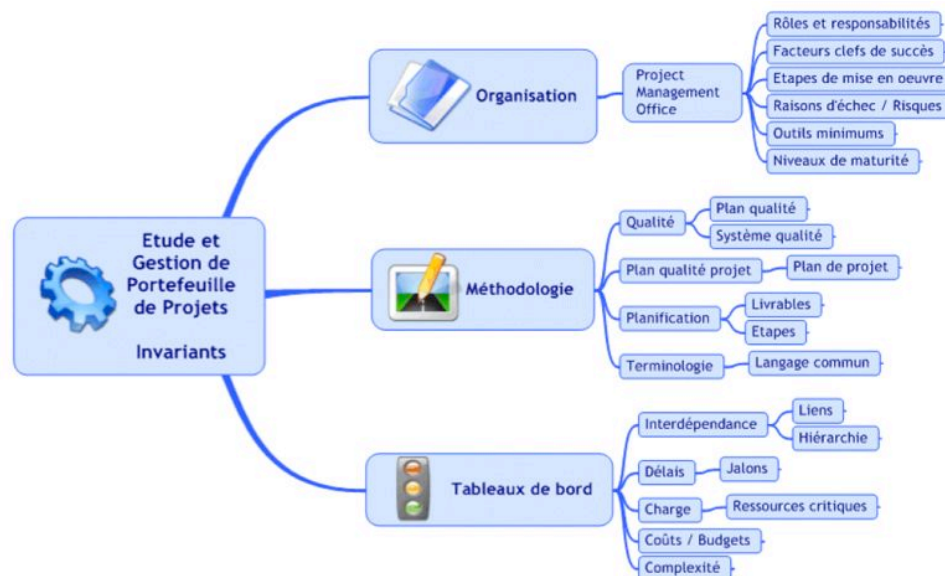 Etude et
Gestion de
Portefeuille
de Projets
Invariants
Organisation
Project
Management
Office
Rôles et responsabilités
Facteurs clefs de succès
Etapes de mise en oeuvre
Raisons d'échec / Risques
Outils minimums
Niveaux de maturité
Méthodologie
Qualité
Plan qualité
Système qualité
Plan qualité projet
Plan de projet
Planification
Livrables
Etapes
Terminologie
Langage commun
Tableaux de bord
Interdépendance
Liens
Hiérarchie
Délais
Jalons
Charge
Ressources critiques
Coûts / Budgets
Complexité